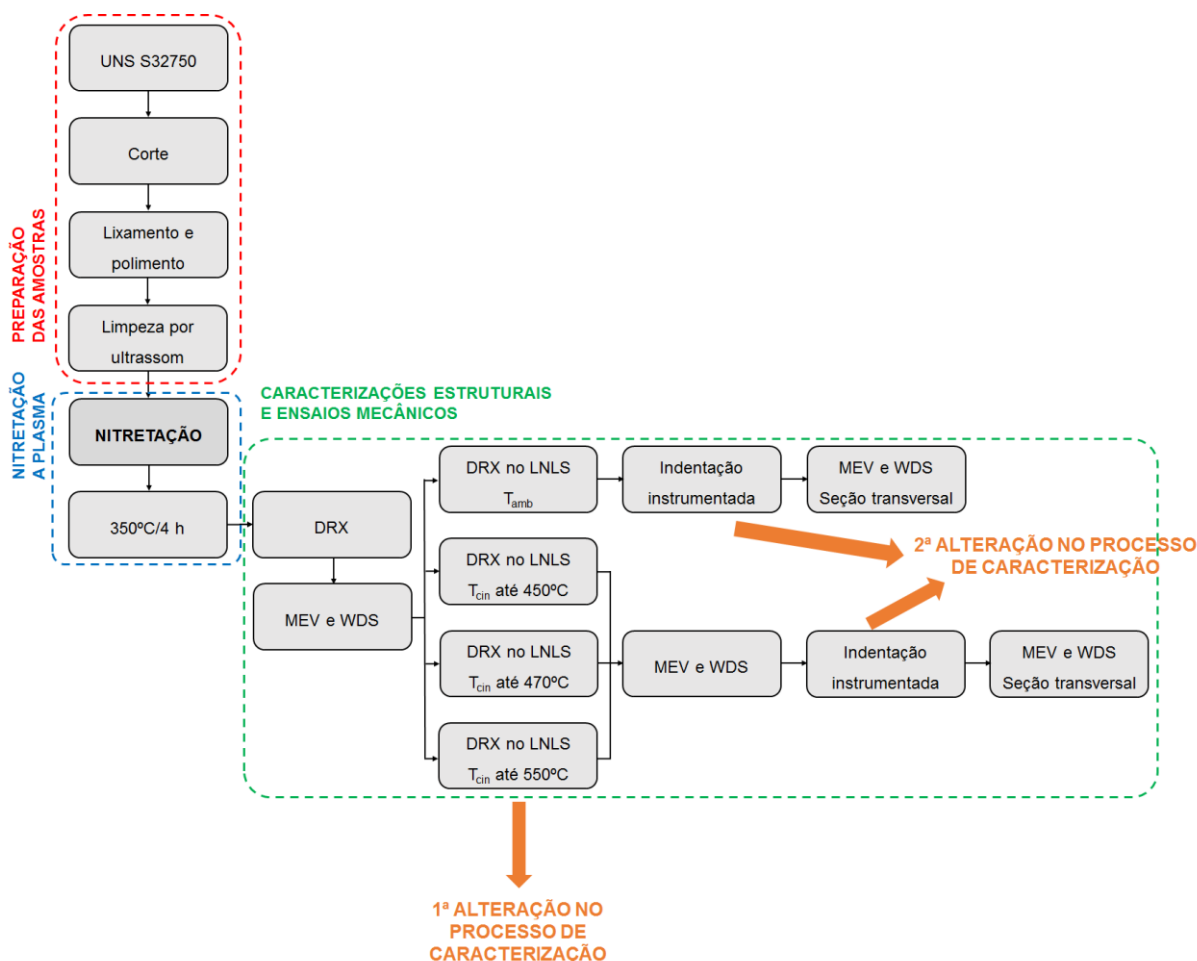 UNS S32750
Corte
Lixamento e
polimento
Limpeza por
ultrassom
PREPARAÇÃO
DAS AMOSTRAS
NITRETAÇÃO
A PLASMA
NITRETAÇÃO
350ºC/4 h
CARACTERIZAÇÕES ESTRUTURAIS
E ENSAIOS MECÂNICOS
DRX
MEV e WDS
DRX no LNLS
Tamb
Indentação
instrumentada
MEV e WDS
Seção transversal
DRX no LNLS
Tcin até 450ºC
2ª ALTERAÇÃO NO PROCESSO
DE CARACTERIZAÇÃO
DRX no LNLS
Tcin até 470ºC
MEV e WDS
Indentação
instrumentada
MEV e WDS
Seção transversal
DRX no LNLS
Tcin até 550ºC
1ª ALTERAÇÃO NO
PROCESSO DE
CARACTERIZAÇÃO